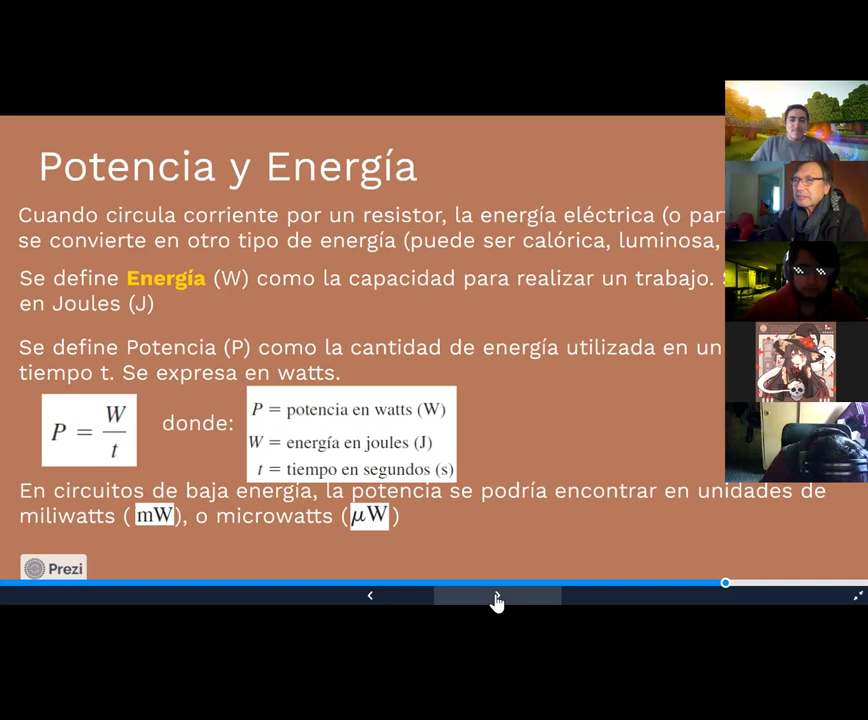 Potencia y Energía
Cuando circula corriente por un resistor, la energía eléctrica (o
se convierte en otro tipo de energía (puede ser calórica, luminosa,
Se define Energía (W) como la capacidad para realizar un trabajo.
en Joules (J)
Se define Potencia (P) como la cantidad de energía utilizada en un
tiempo t. Se expresa en watts.
P = W/t
donde:
P = potencia en watts (W)
W = energía en joules (J)
t = tiempo en segundos (s)
En circuitos de baja energía, la potencia se podría encontrar en unidades de
miliwatts ( mW), o microwatts ( μW )
Prezi